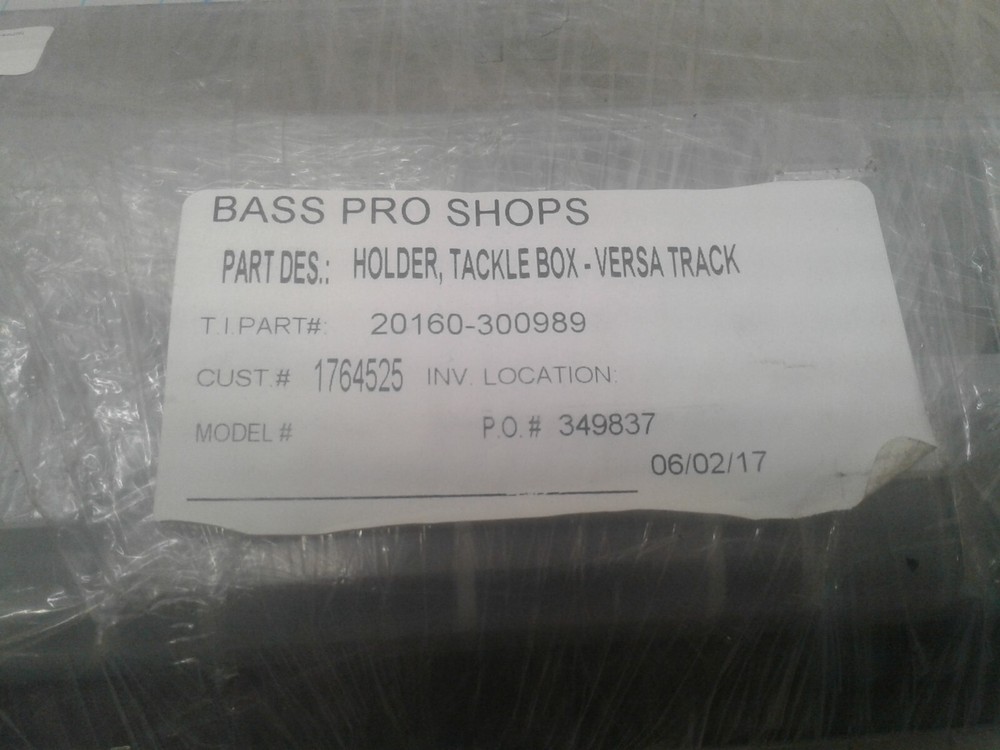 BASS PRO SHOPS
PART DES.: HOLDER, TACKLE BOX - VERSA TRACK
T.I.PART#: 20160-300989
CUST.# 1764525 INV. LOCATION:
MODEL # P.O.# 349837
06/02/17